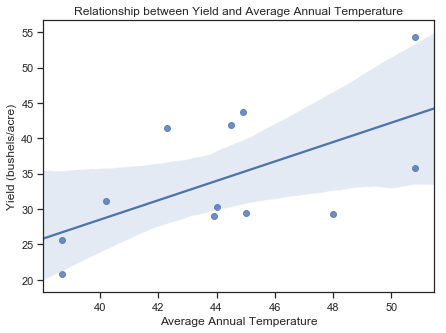 Relationship between Yield and Average Annual Temperature
55
50
45
40
35
30
25
20
Yield (bushels/acre)
40 42 44 46 48 50
Average Annual Temperature